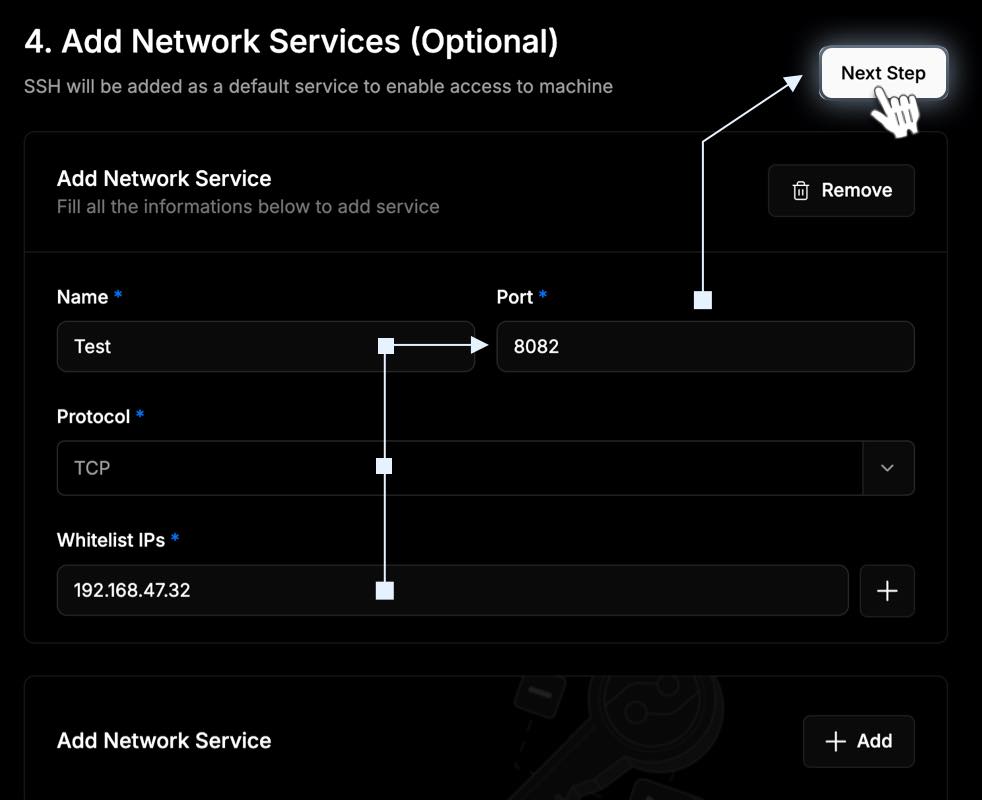 4. Add Network Services (Optional)
SSH will be added as a default service to enable access to machine
Next Step
Add Network Service
Fill all the informations below to add service
Remove
Name *
Port *
Test
8082
Protocol *
TCP
Whitelist IPs *
192.168.47.32
Add Network Service
Add